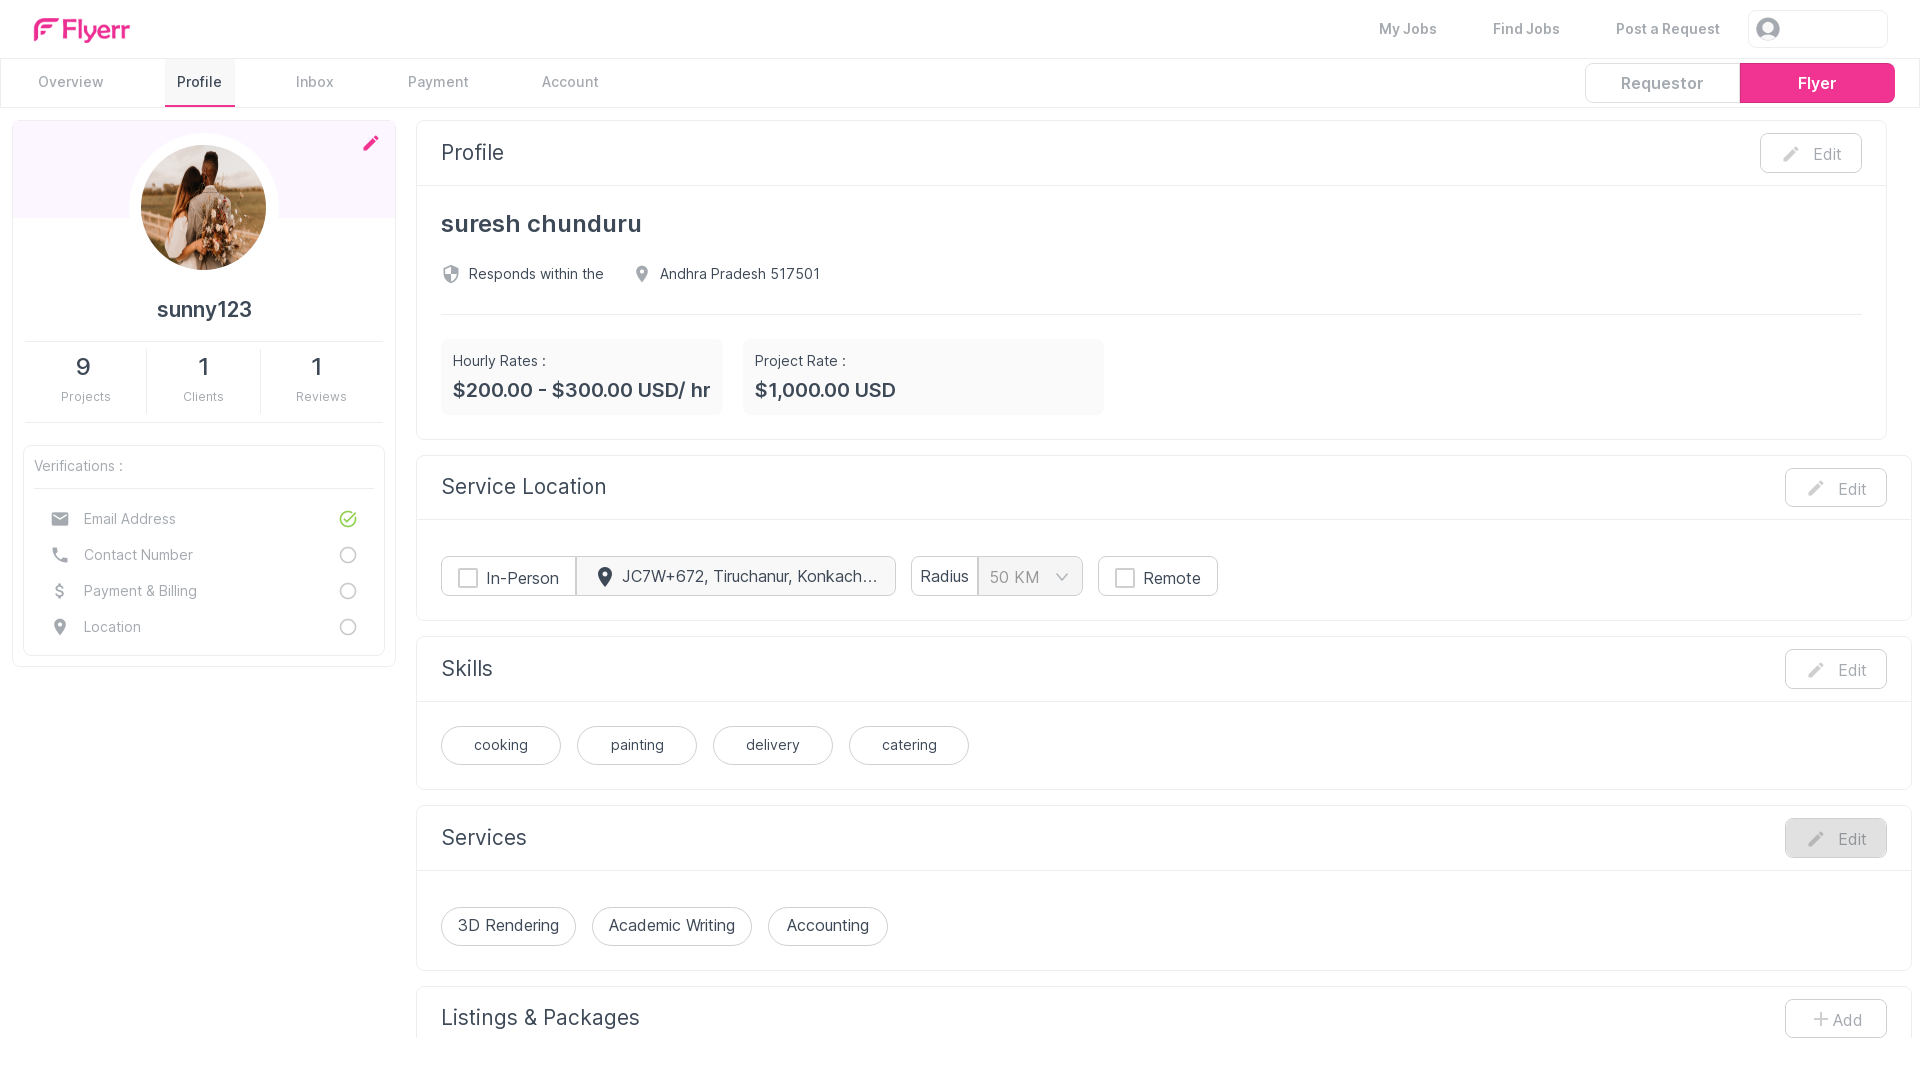 Flyerr
My Jobs
Find Jobs
Post a Request
Overview
Profile
Inbox
Payment
Account
Requestor
Flyer
sunny123
9
Projects
1
Clients
1
Reviews
Verifications :
Email Address
Contact Number
Payment & Billing
Location
Profile
Edit
suresh chunduru
Responds within the
Andhra Pradesh 517501
Hourly Rates :
$200.00 - $300.00 USD/ hr
Project Rate :
$1,000.00 USD
Service Location
Edit
In-Person
JC7W+672, Tiruchanur, Konkach...
Radius
50 KM
Remote
Skills
Edit
cooking
painting
delivery
catering
Services
Edit
3D Rendering
Academic Writing
Accounting
Listings & Packages
Add